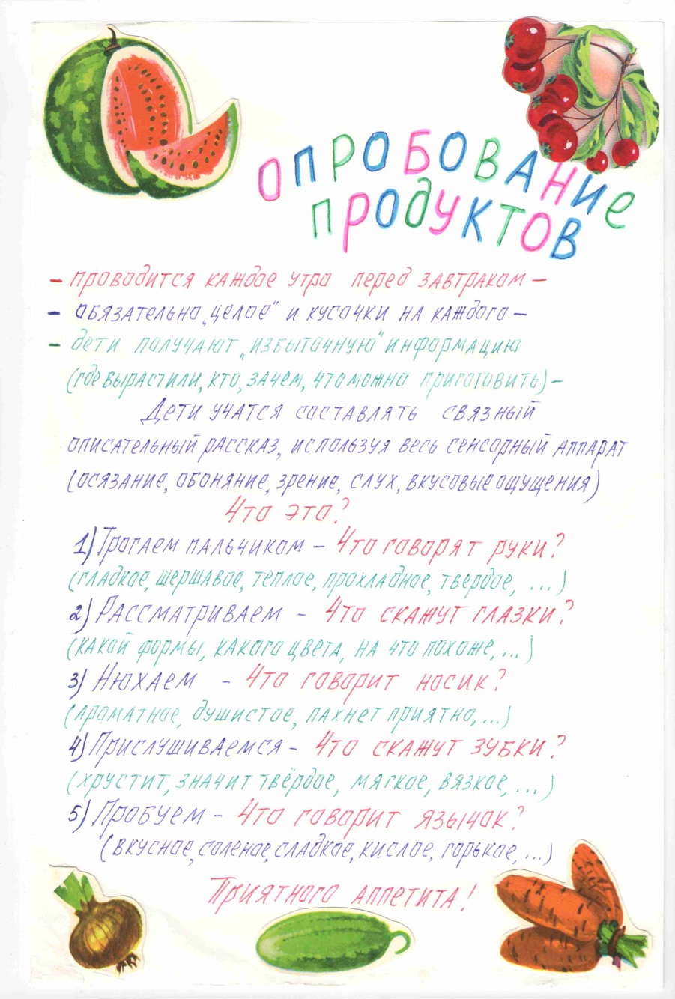 ОПРОБОВАНИЕ
ПРОДУКТОВ
– проводится каждое утро перед завтраком –
– обязательно „целое" и кусочки на каждого –
– дети получают „избыточную" информацию
(где вырастили, кто, зачем, что можно приготовить) –
Дети учатся составлять связный
описательный рассказ, используя весь сенсорный аппарат
(осязание, обоняние, зрение, слух, вкусовые ощущения)
Что это?
1) Трогаем пальчиком – Что говорят руки?
(гладкое, шершавое, теплое, прохладное, твердое, ...)
2) Рассматриваем – Что скажут глазки?
(какой формы, какого цвета, на что похоже, ...)
3) Нюхаем – Что говорит носик?
(ароматное, душистое, пахнет приятно, ...)
4) Прислушиваемся – Что скажут зубки?
(хрустит, значит твёрдое, мягкое, вязкое, ...)
5) Пробуем – Что говорит язычок?
(вкусное, соленое, сладкое, кислое, горькое, ...)
Приятного аппетита!